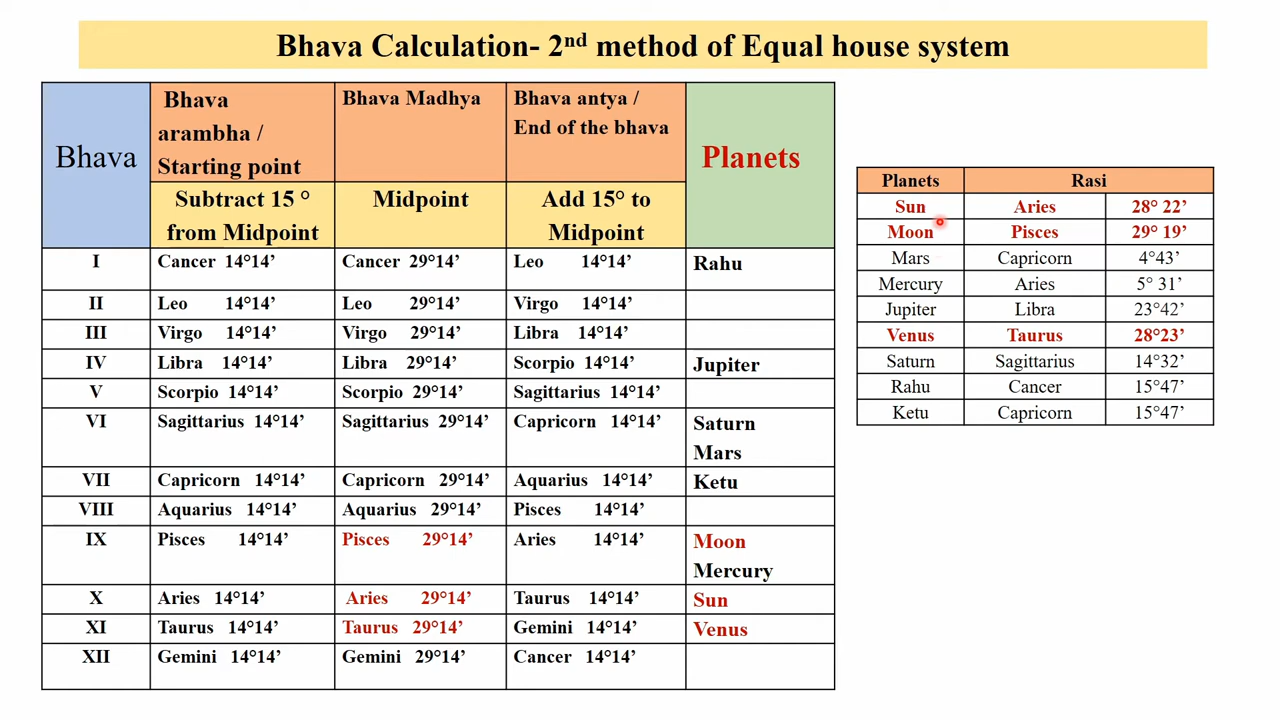 Bhava Calculation- 2nd method of Equal house system
Bhava
Bhava arambha / Starting point
Bhava Madhya
Bhava antya / End of the bhava
Planets
Subtract 15 ° from Midpoint
Midpoint
Add 15° to Midpoint
I Cancer 14°14’ Cancer 29°14’ Leo 14°14’ Rahu
II Leo 14°14’ Leo 29°14’ Virgo 14°14’
III Virgo 14°14’ Virgo 29°14’ Libra 14°14’
IV Libra 14°14’ Libra 29°14’ Scorpio 14°14’ Jupiter
V Scorpio 14°14’ Scorpio 29°14’ Sagittarius 14°14’
VI Sagittarius 14°14’ Sagittarius 29°14’ Capricorn 14°14’ Saturn
Mars
VII Capricorn 14°14’ Capricorn 29°14’ Aquarius 14°14’ Ketu
VIII Aquarius 14°14’ Aquarius 29°14’ Pisces 14°14’
IX Pisces 14°14’ Pisces 29°14’ Aries 14°14’ Moon
Mercury
X Aries 14°14’ Aries 29°14’ Taurus 14°14’ Sun
XI Taurus 14°14’ Taurus 29°14’ Gemini 14°14’ Venus
XII Gemini 14°14’ Gemini 29°14’ Cancer 14°14’
Planets Rasi
Sun Aries 28° 22’
Moon Pisces 29° 19’
Mars Capricorn 4°43’
Mercury Aries 5° 31’
Jupiter Libra 23°42’
Venus Taurus 28°23’
Saturn Sagittarius 14°32’
Rahu Cancer 15°47’
Ketu Capricorn 15°47’